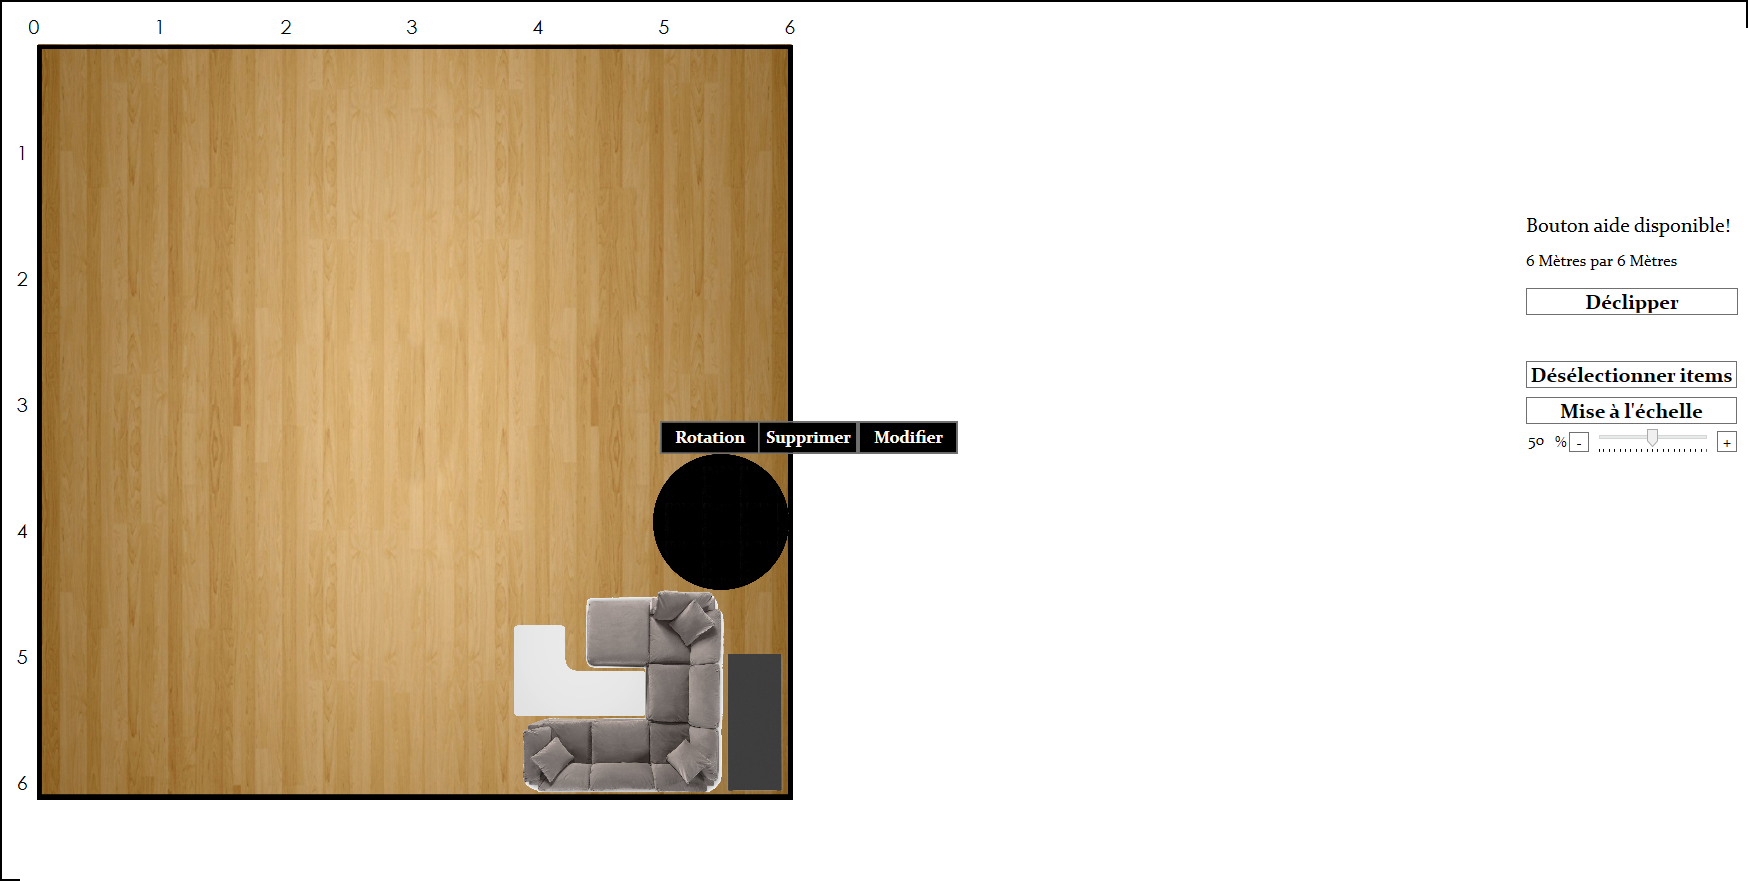 0 1 2 3 4 5 6
1
Bouton aide disponible!
6 Mètres par 6 Mètres
2
Déclipper
Désélectionner items
3
Mise à l'échelle
Rotation Supprimer Modifier
50 % - +
4
5
6